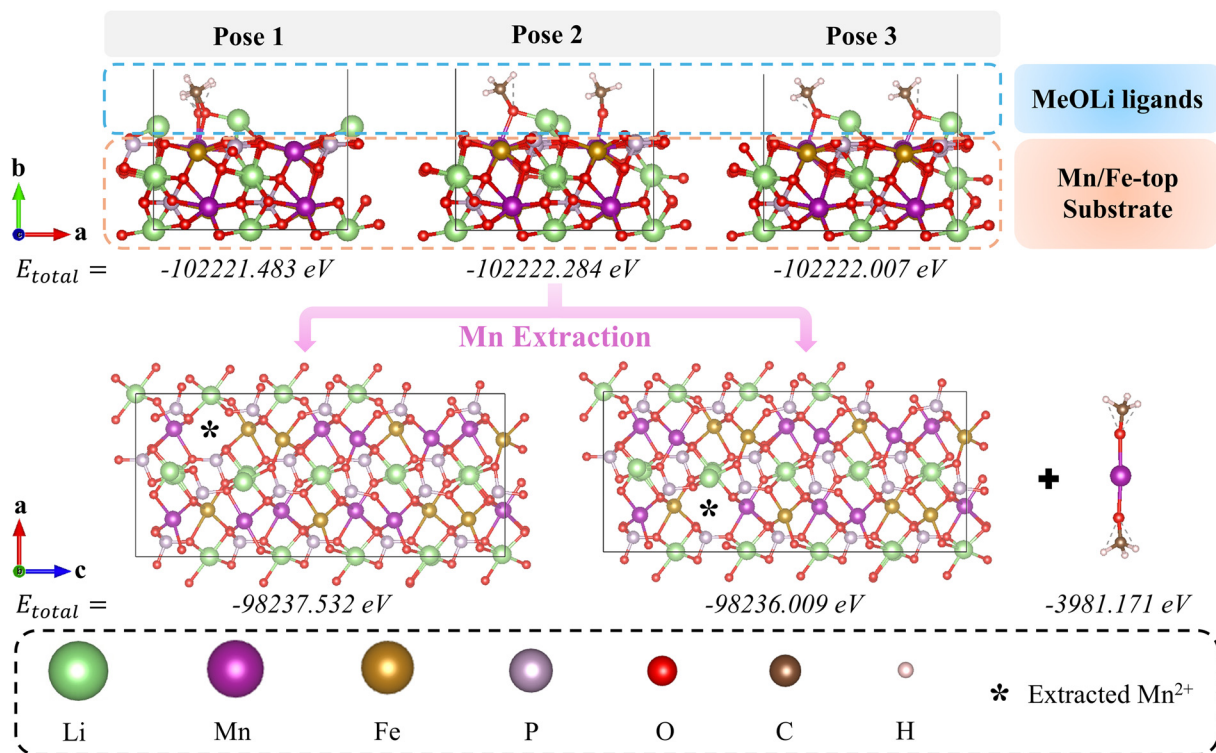 Pose 1 Pose 2 Pose 3
MeOLi ligands
Mn/Fe-top
Substrate
b
a
E_total = -102221.483 eV -102222.284 eV -102222.007 eV
Mn Extraction
*
*
+
a
c
E_total = -98237.532 eV -98236.009 eV -3981.171 eV
* Extracted Mn²⁺
Li Mn Fe P O C H